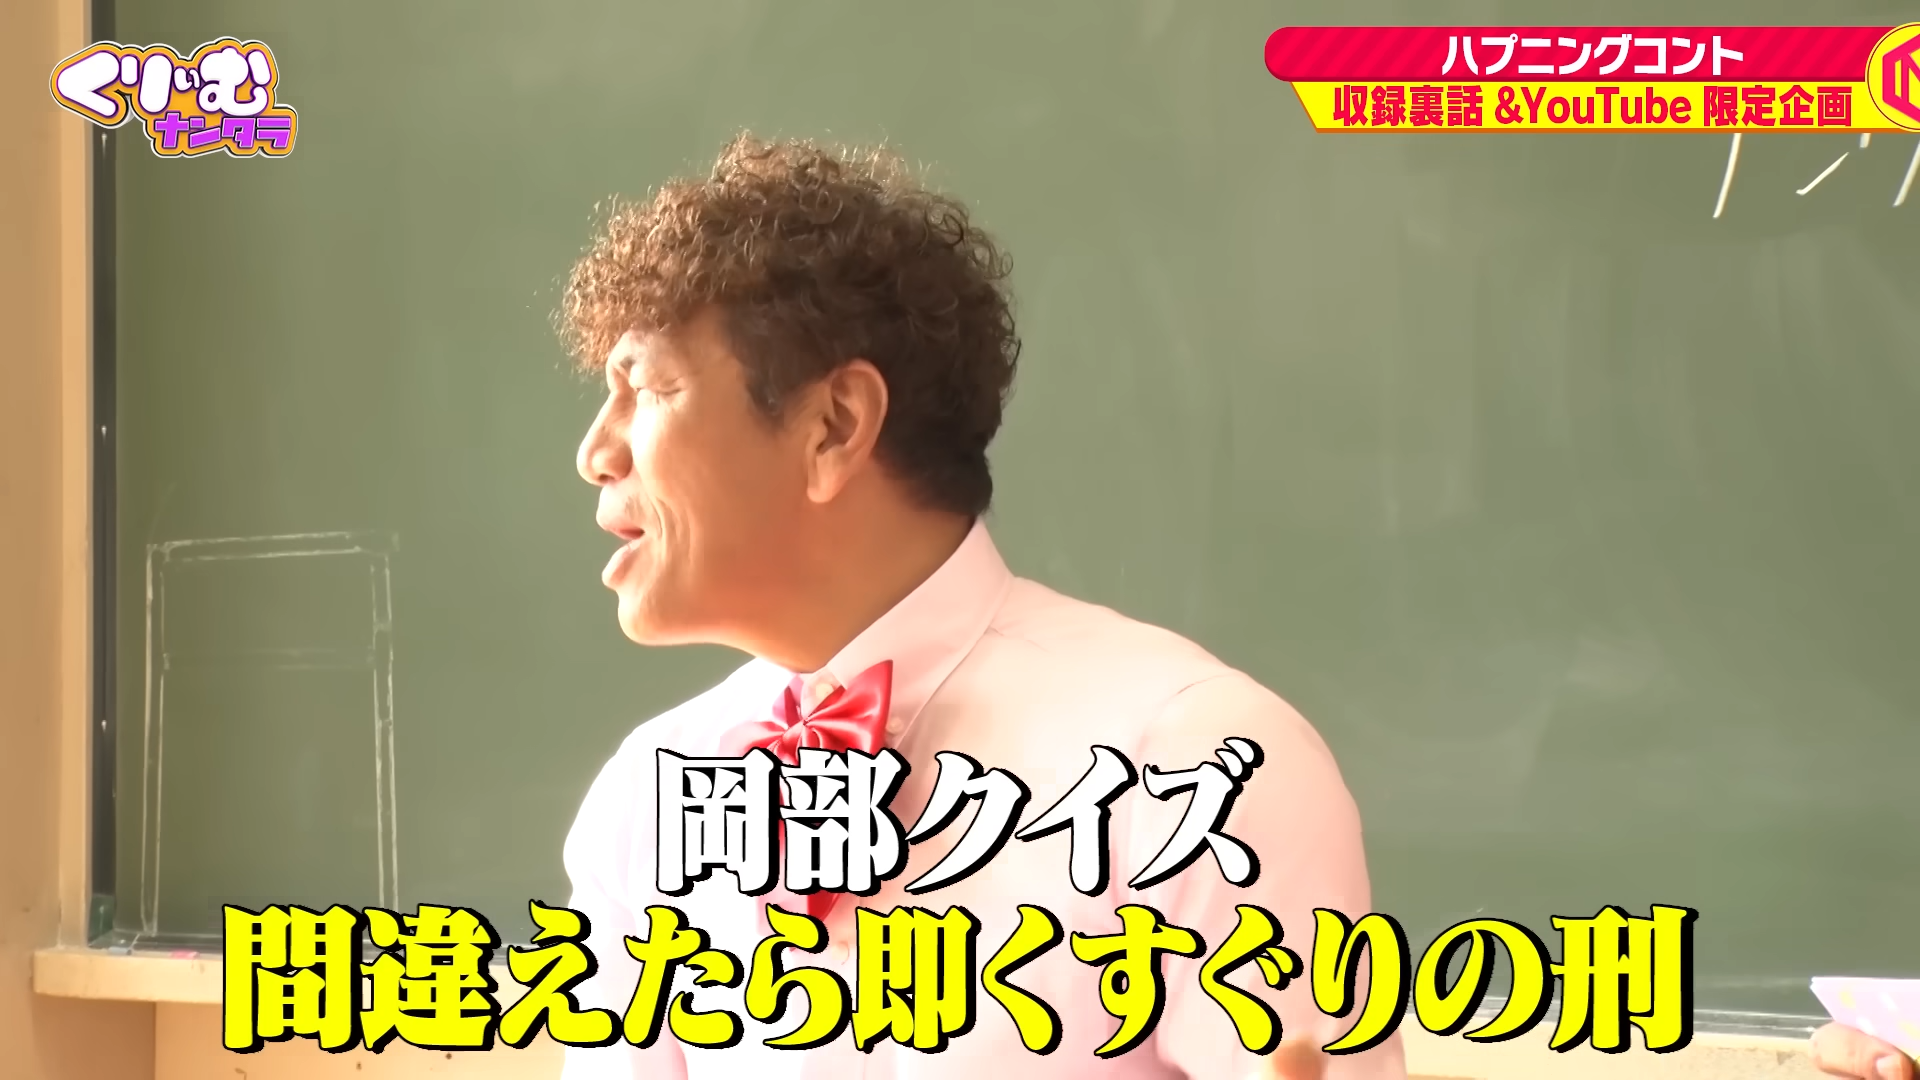 くりぃむ
ナンタラ
ハプニングコント
収録裏話 &YouTube 限定企画
岡部クイズ
間違えたら即くすぐりの刑